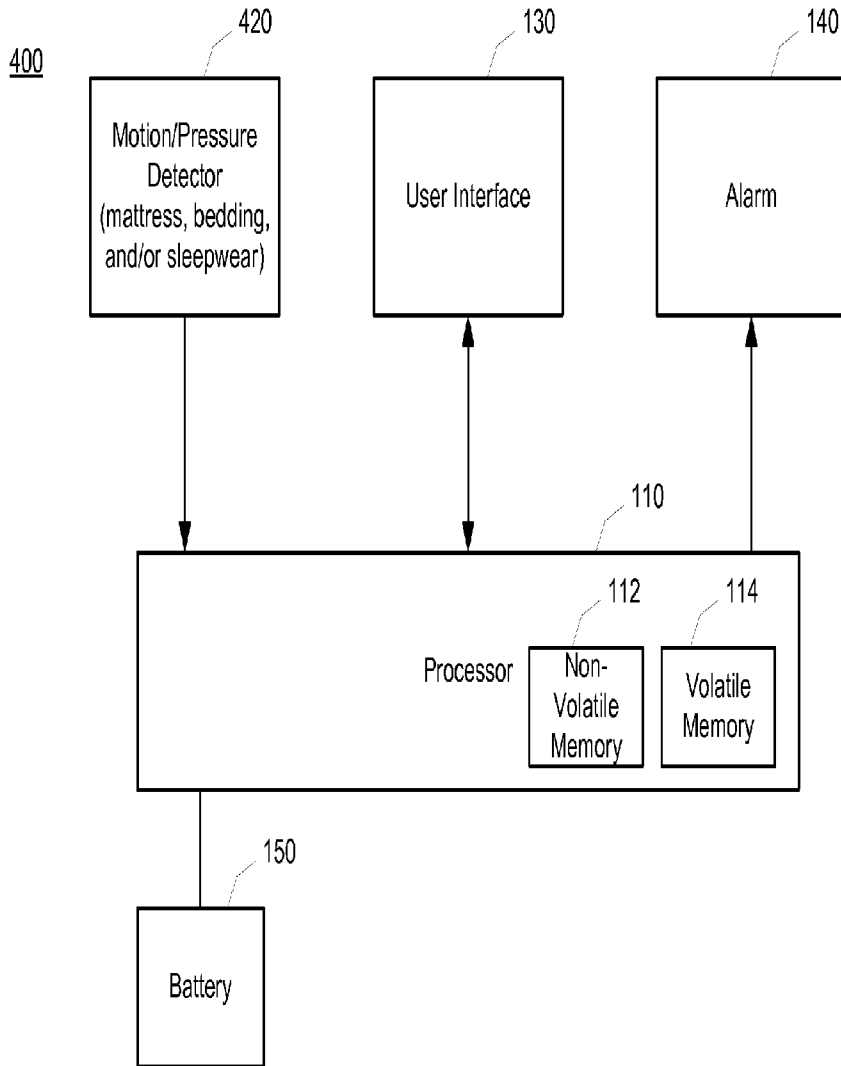 400
420
130
140
Motion/Pressure
Detector
(mattress, bedding,
and/or sleepwear)
User Interface
Alarm
110
112
114
Processor
Non-
Volatile
Memory
Volatile
Memory
150
Battery